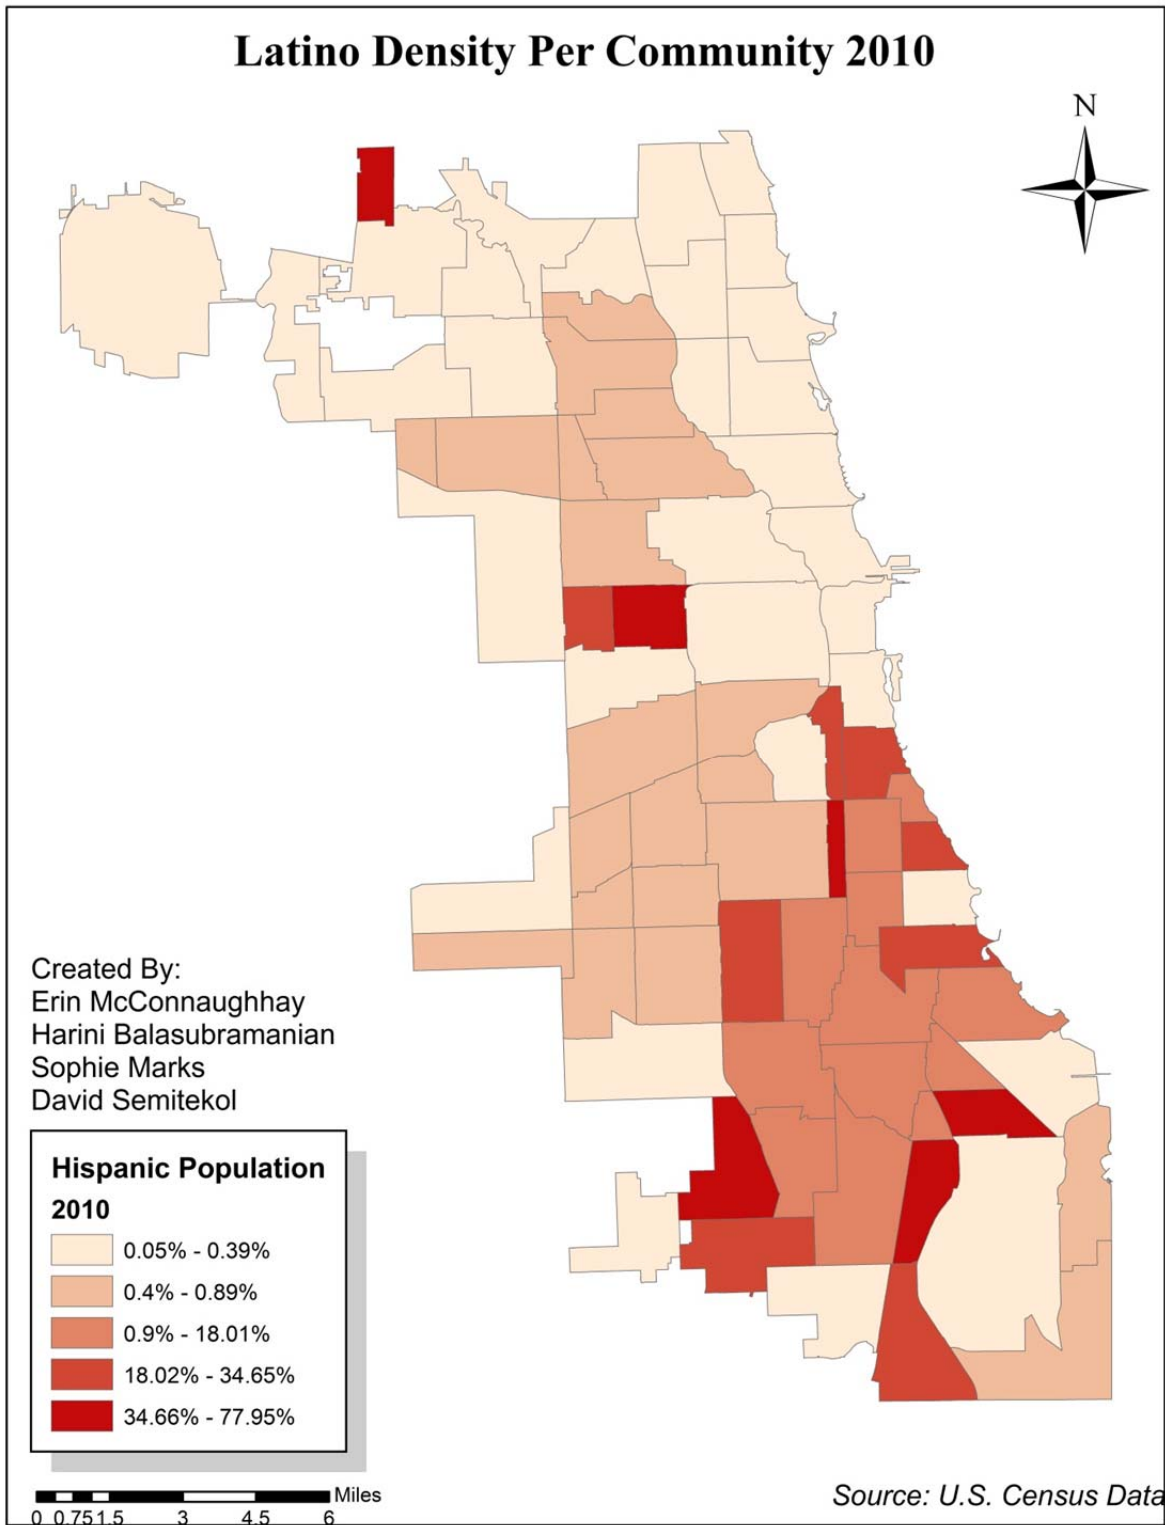 Latino Density Per Community 2010
N
Created By:
Erin McConnaughhay
Harini Balasubramanian
Sophie Marks
David Semitekol
Hispanic Population
2010
0.05% - 0.39%
0.4% - 0.89%
0.9% - 18.01%
18.02% - 34.65%
34.66% - 77.95%
Miles
0 0.75 1.5 3 4.5 6
Source: U.S. Census Data